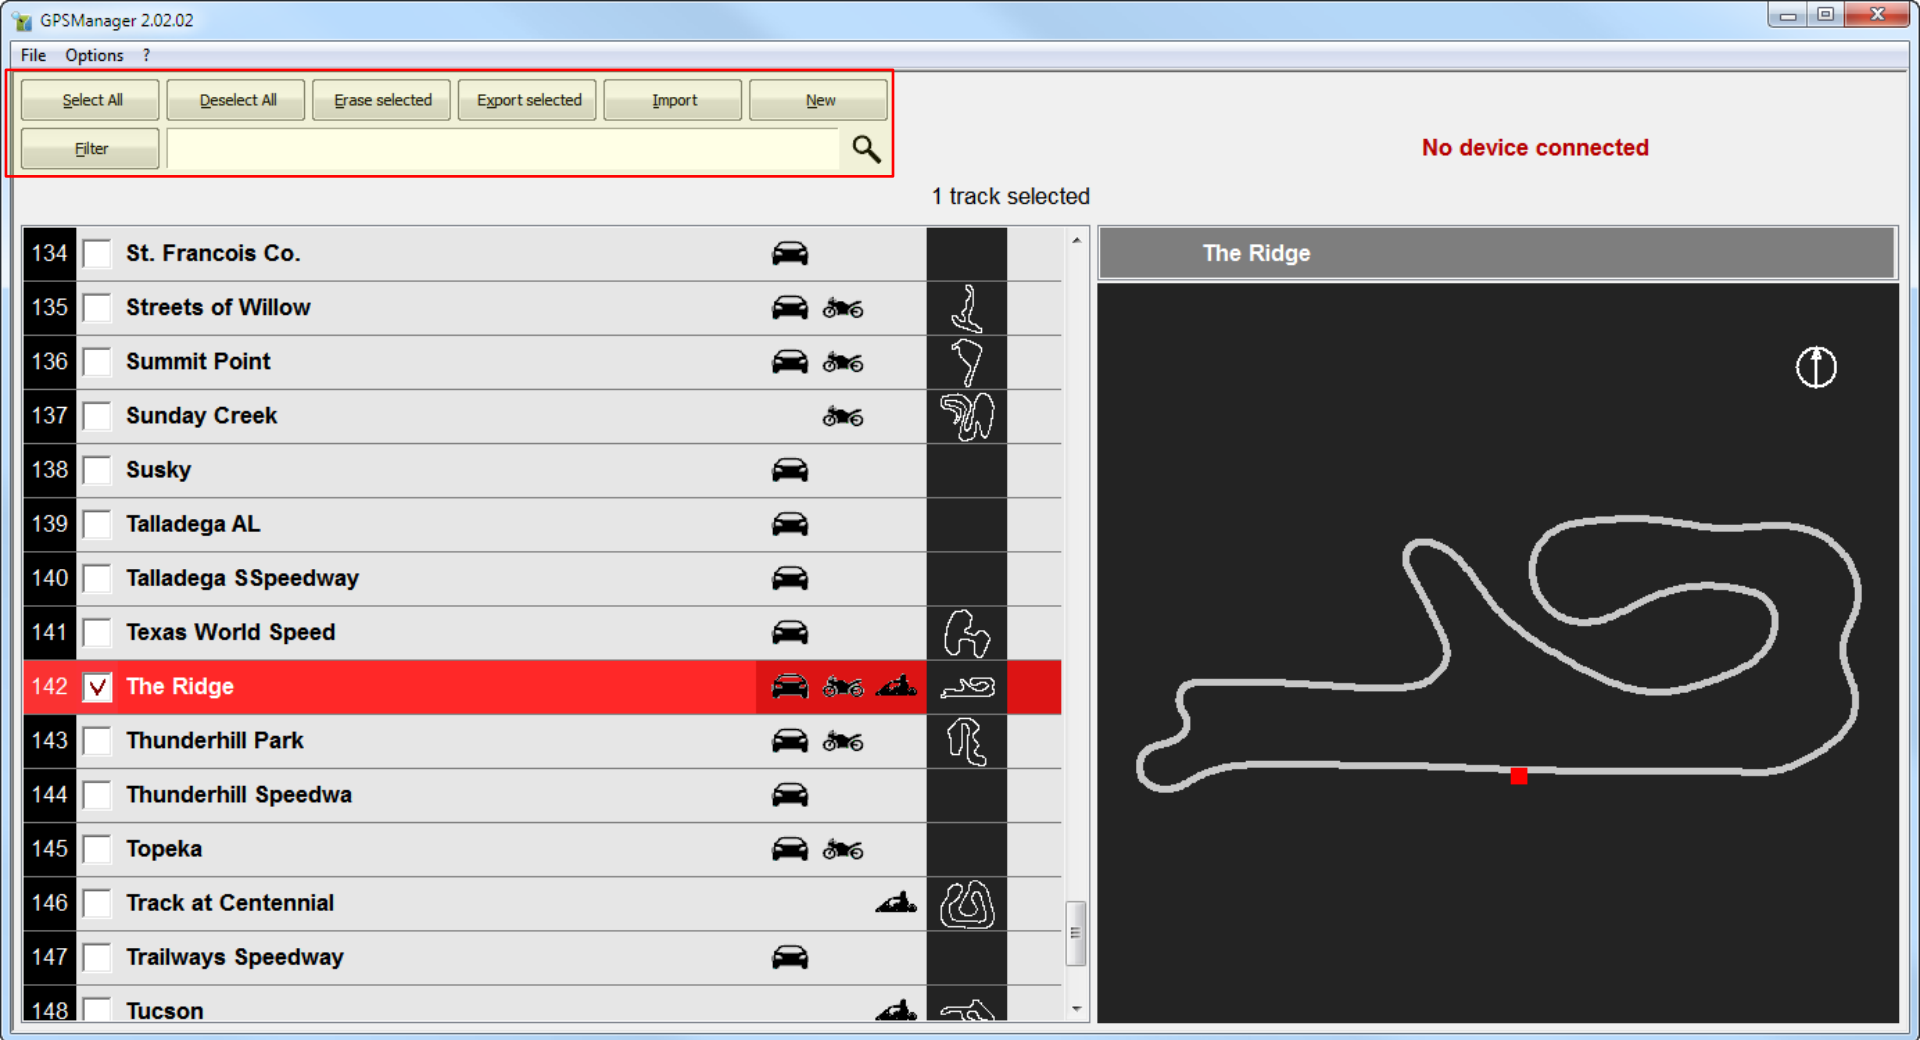 GPSManager 2.02.02
File Options ?
Select All Deselect All Erase selected Export selected Import New
Filter
No device connected
1 track selected
134 St. Francois Co.
135 Streets of Willow
136 Summit Point
137 Sunday Creek
138 Susky
139 Talladega AL
140 Talladega SSpeedway
141 Texas World Speed
142 The Ridge
143 Thunderhill Park
144 Thunderhill Speedwa
145 Topeka
146 Track at Centennial
147 Trailways Speedway
148 Tucson
The Ridge